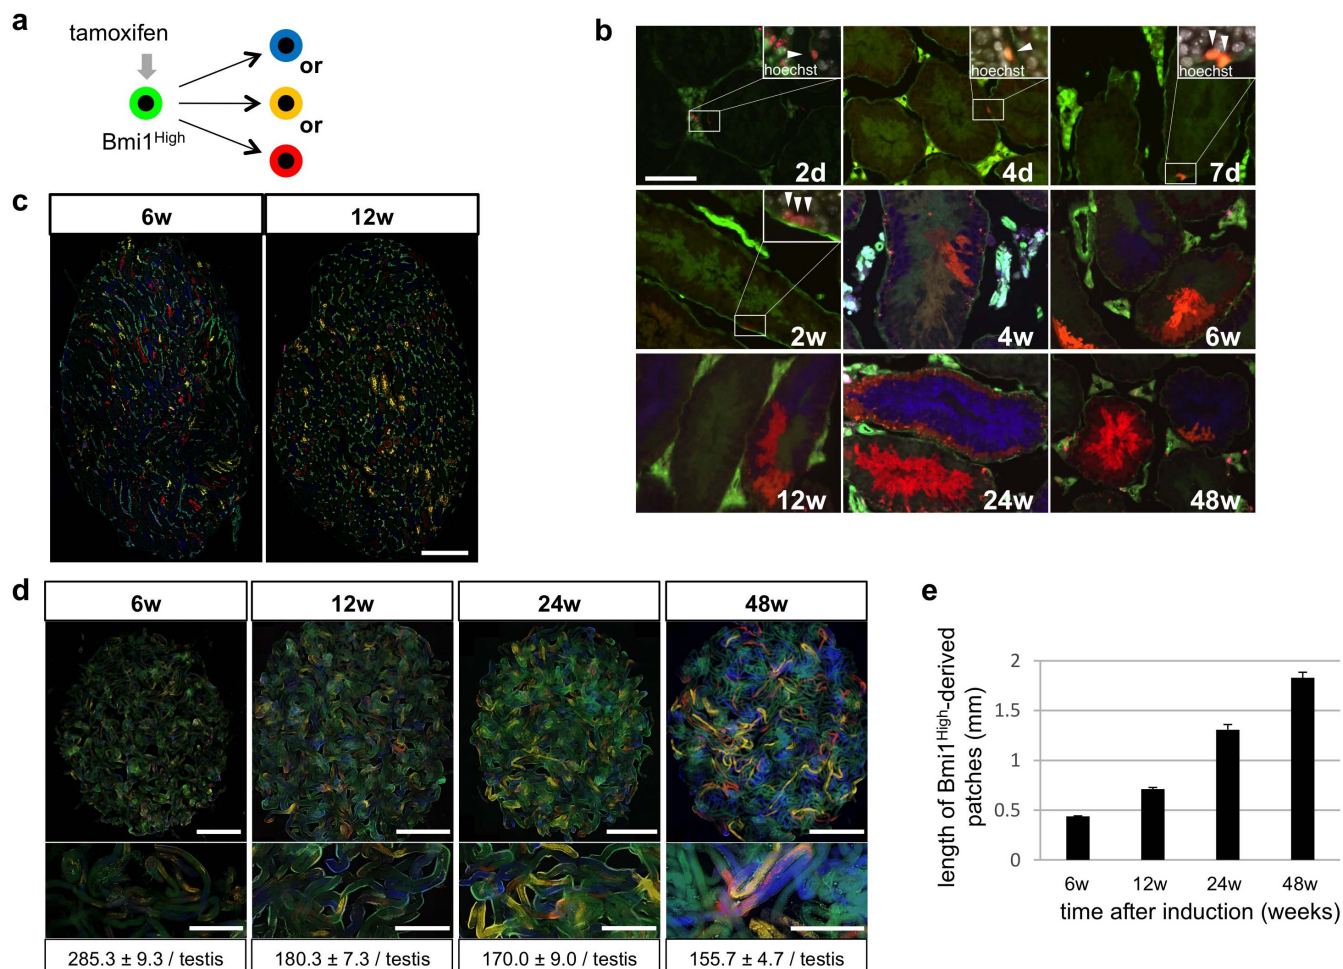 a
tamoxifen
or
or
Bmi1High
b
hoechst
2d
hoechst
4d
hoechst
7d
2w
4w
6w
12w
24w
48w
c
6w
12w
d
6w
12w
24w
48w
285.3 ± 9.3 / testis
180.3 ± 7.3 / testis
170.0 ± 9.0 / testis
155.7 ± 4.7 / testis
e
length of Bmi1High-derived
patches (mm)
2
1.5
1
0.5
0
6w
12w
24w
48w
time after induction (weeks)